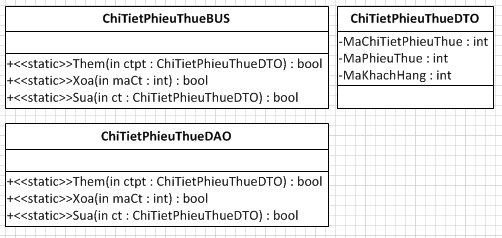 ChiTietPhieuThueBUS
+<<static>>Them(in ctpt : ChiTietPhieuThueDTO) : bool
+<<static>>Xoa(in maCt : int) : bool
+<<static>>Sua(in ct : ChiTietPhieuThueDTO) : bool
ChiTietPhieuThueDTO
-MaChiTietPhieuThue : int
-MaPhieuThue : int
-MaKhachHang : int
ChiTietPhieuThueDAO
+<<static>>Them(in ctpt : ChiTietPhieuThueDTO) : bool
+<<static>>Xoa(in maCt : int) : bool
+<<static>>Sua(in ct : ChiTietPhieuThueDTO) : bool